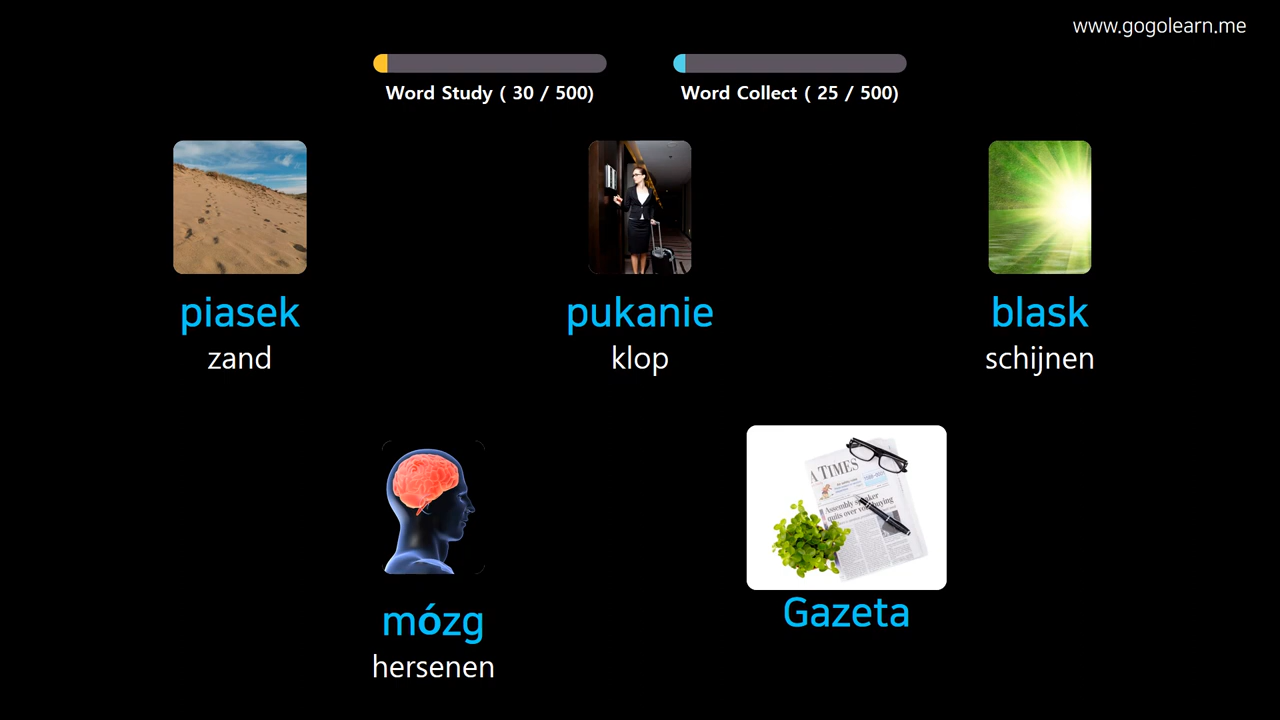 www.gogolearn.me
Word Study ( 30 / 500)
Word Collect ( 25 / 500)
piasek
zand
pukanie
klop
blask
schijnen
mózg
hersenen
A TIMES
Gazeta